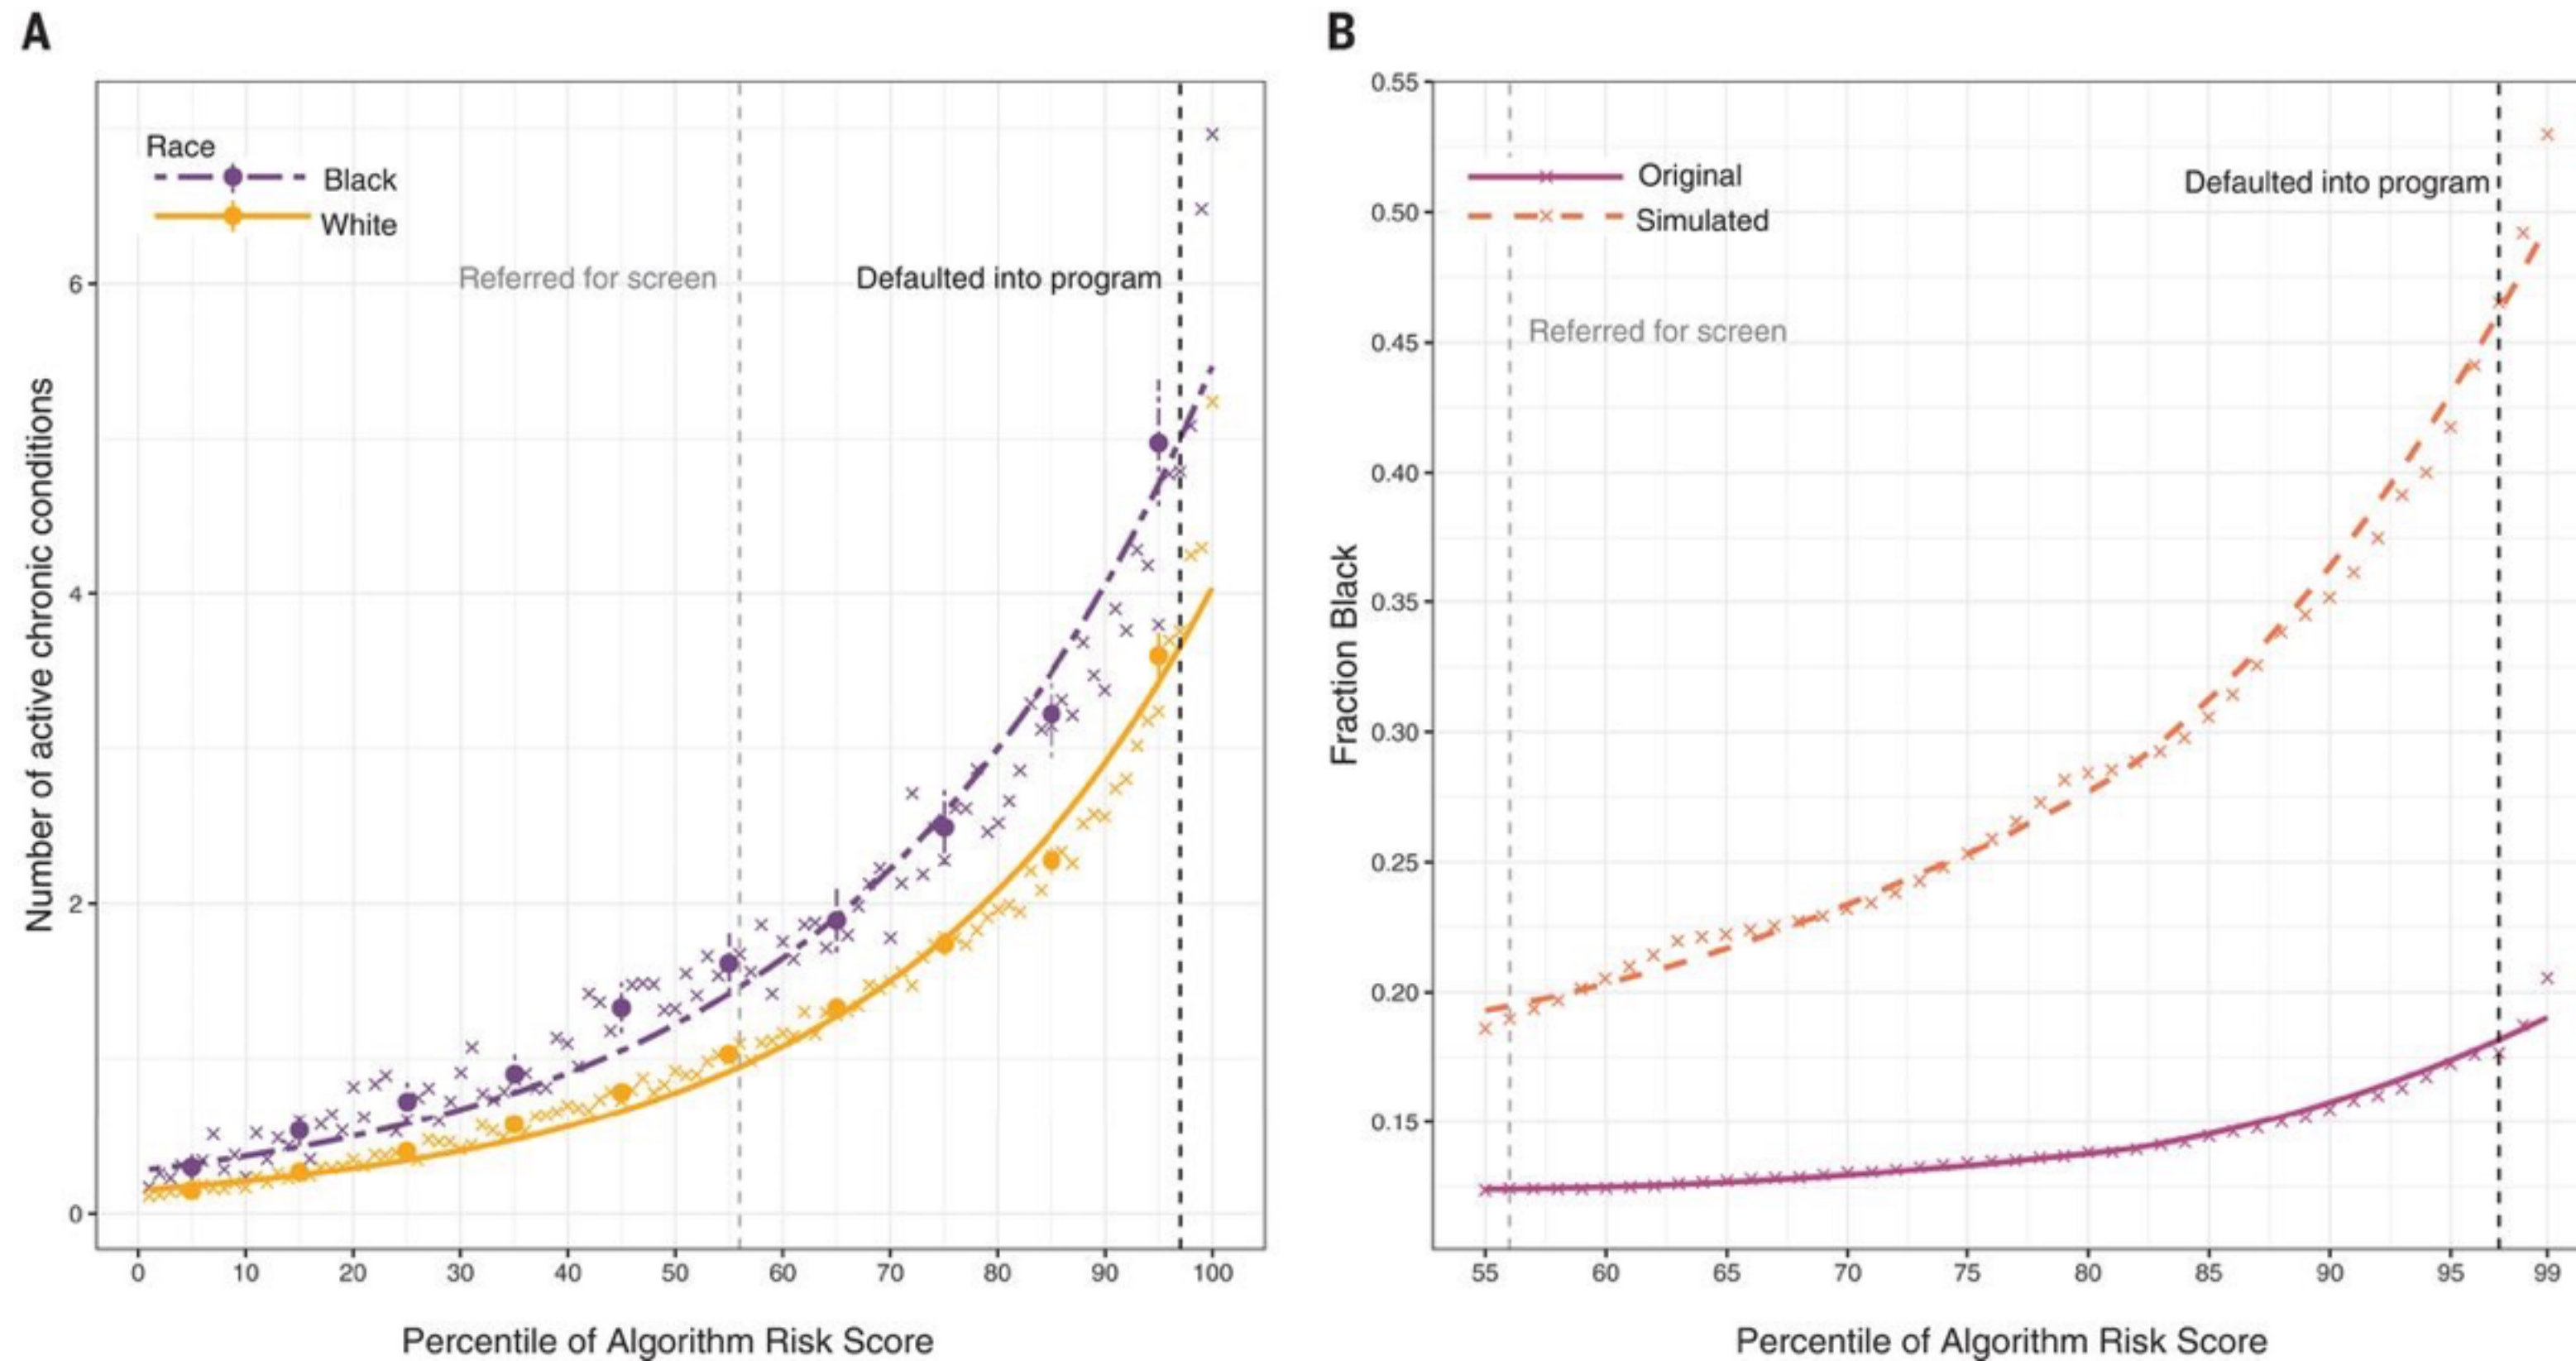 A
Number of active chronic conditions
6
4
2
0
Race
Black
White
Referred for screen
Defaulted into program
0 10 20 30 40 50 60 70 80 90 100
Percentile of Algorithm Risk Score
B
Fraction Black
0.55
0.50
0.45
0.40
0.35
0.30
0.25
0.20
0.15
Original
Simulated
Defaulted into program
Referred for screen
55 60 65 70 75 80 85 90 95 99
Percentile of Algorithm Risk Score